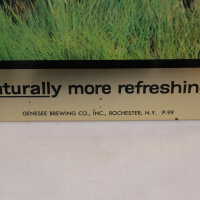 aturally more refreshin
GENESEE BREWING CO., INC., ROCHESTER, N.Y. P-99